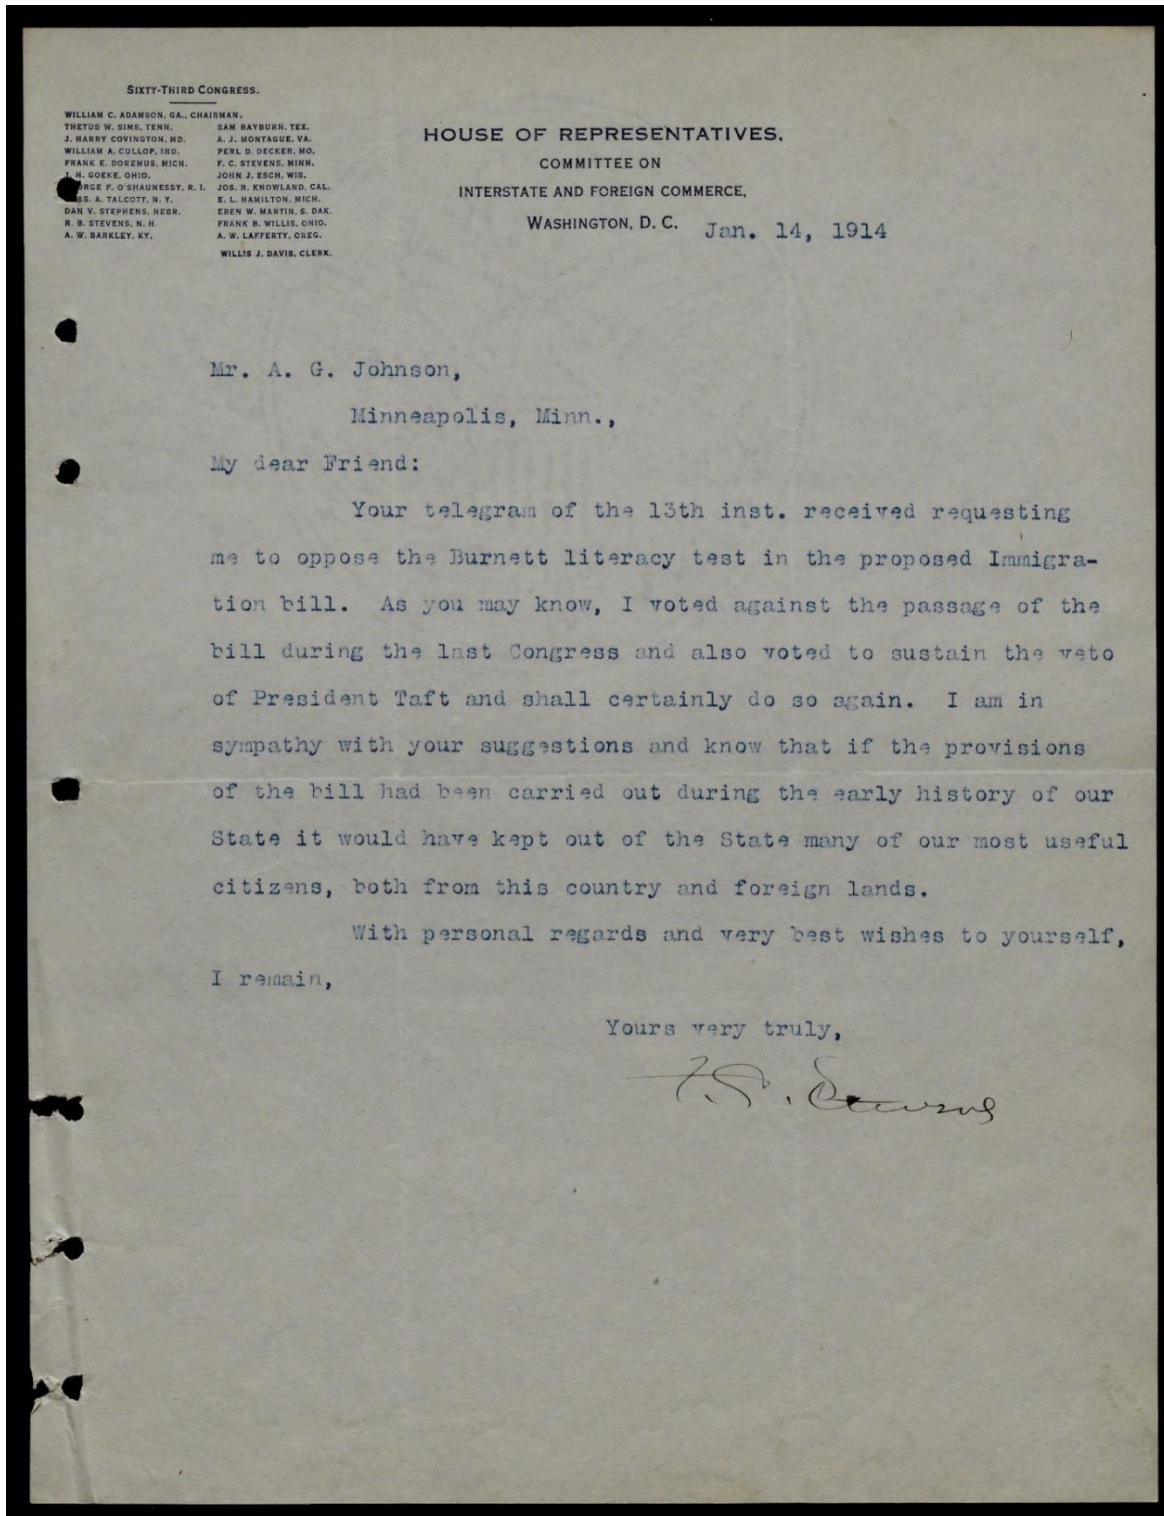 SIXTY-THIRD CONGRESS.
WILLIAM C. ADAMSON, GA., CHAIRMAN.
THETUS W. SIMS, TENN.
J. HARRY COVINGTON, MD.
WILLIAM A. CULLOP, IND.
FRANK E. DOREMUS, MICH.
J. H. GOEKE, OHIO.
F. O'SHAUNESSY, R. I.
A. TALCOTT, N. Y.
DAN V. STEPHENS, NEBR.
R. B. STEVENS, N. H.
A. W. BARKLEY, KY.
SAM RAYBURN, TEX.
A. J. MONTAGUE, VA.
PERL D. DECKER, MO.
F. C. STEVENS, MINN.
JOHN J. ESCH, WIS.
JOS. R. KNOWLAND, CAL.
E. L. HAMILTON, MICH.
EBEN W. MARTIN, S. DAK.
FRANK B. WILLIS, OHIO.
A. W. LAFFERTY, OREG.
WILLIS J. DAVIS, CLERK.
HOUSE OF REPRESENTATIVES,
COMMITTEE ON
INTERSTATE AND FOREIGN COMMERCE,
WASHINGTON, D. C. Jan. 14, 1914
Mr. A. G. Johnson,
Minneapolis, Minn.,
My dear Friend:
Your telegram of the 13th inst. received requesting
me to oppose the Burnett literacy test in the proposed Immigra-
tion bill. As you may know, I voted against the passage of the
bill during the last Congress and also voted to sustain the veto
of President Taft and shall certainly do so again. I am in
sympathy with your suggestions and know that if the provisions
of the bill had been carried out during the early history of our
State it would have kept out of the State many of our most useful
citizens, both from this country and foreign lands.
With personal regards and very best wishes to yourself,
I remain,
Yours very truly,
F. C. Stevens